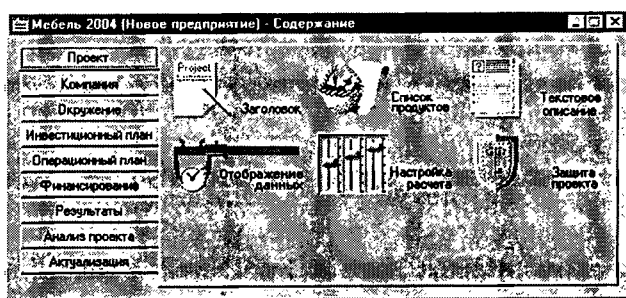 Мебель 2004 (Новое предприятие) - Содержание
Проект
Компания
Окружение
Инвестиционный план
Операционный план
Финансирование
Результаты
Анализ проекта
Актуализация
Project
Заголовок
Список
продуктов
Текстовое
описание
Отображение
данных
Настройка
расчета
Защита
проекта